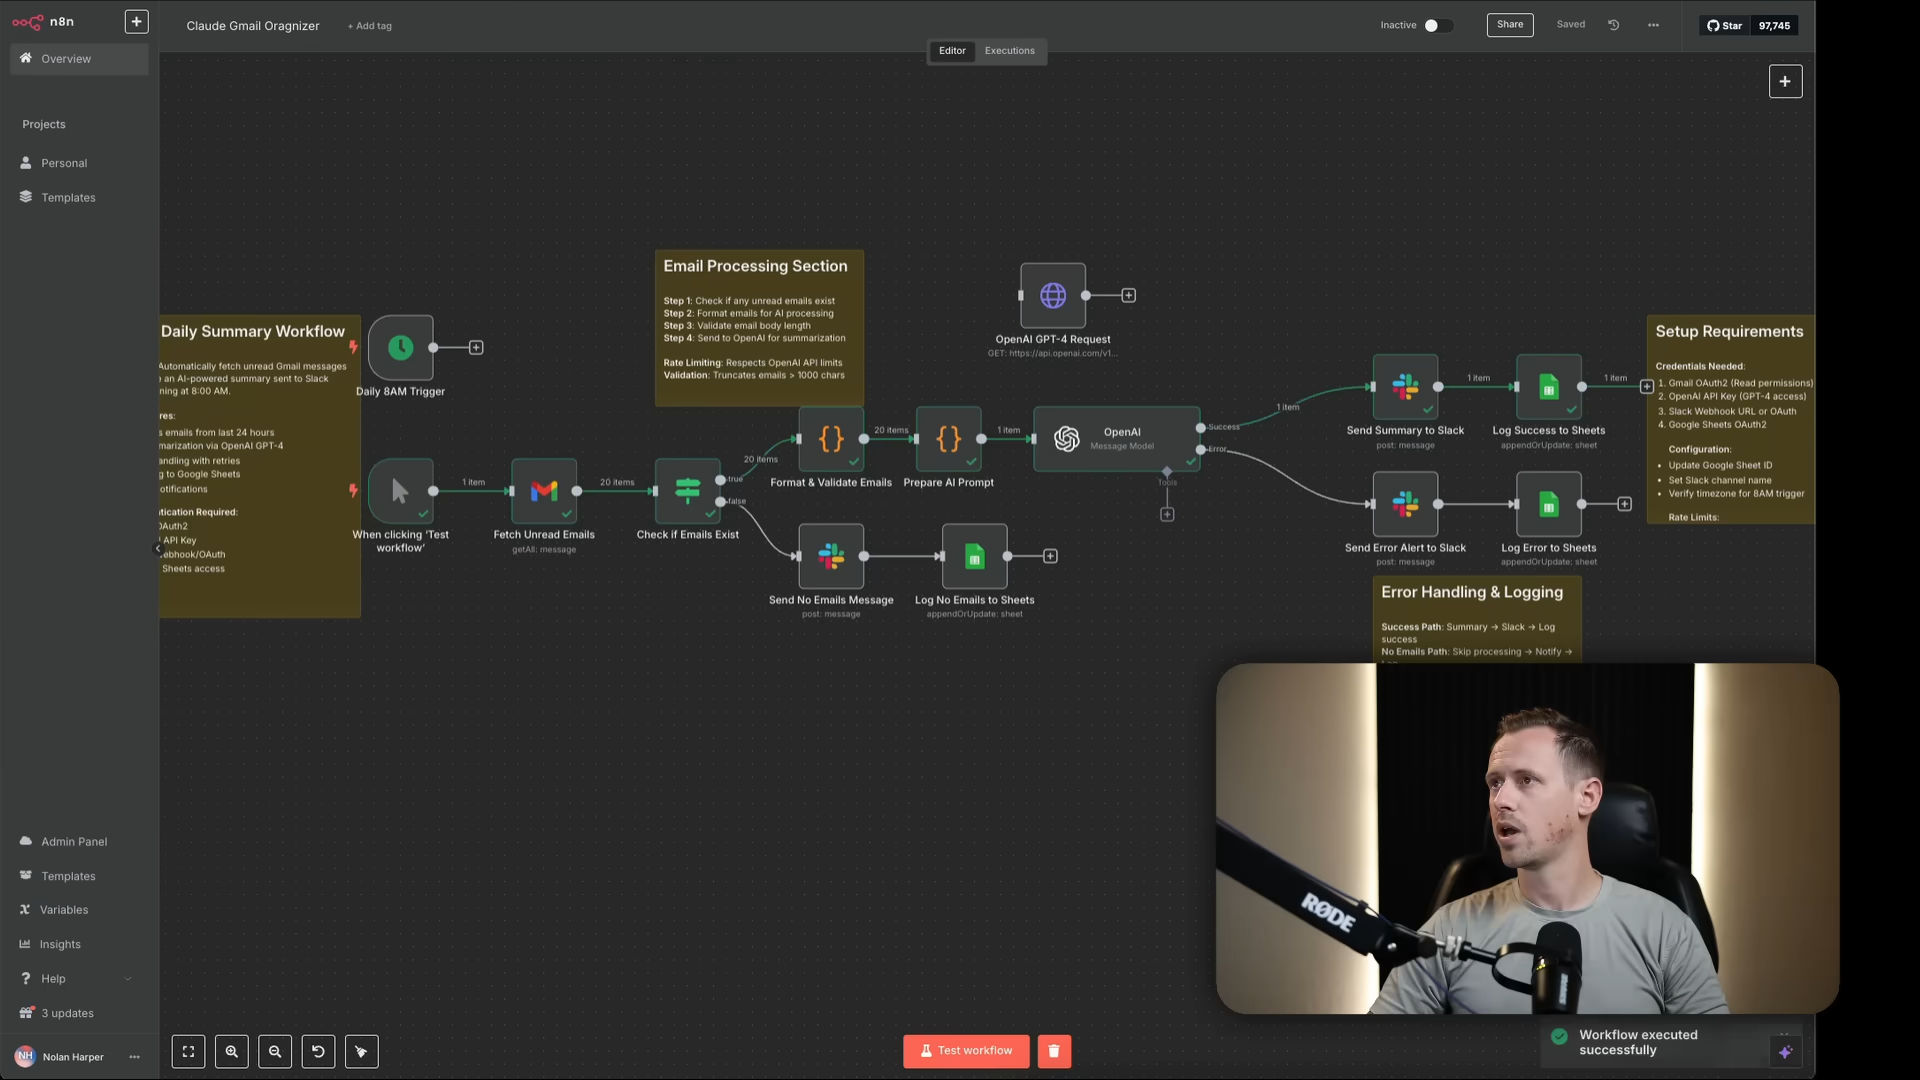 n8n
Claude Gmail Oragnizer
+ Add tag
Inactive
Share
Saved
Star
97,745
Editor
Executions
Overview
Projects
Personal
Templates
Admin Panel
Templates
Variables
Insights
Help
3 updates
NH
Nolan Harper
Daily Summary Workflow
Automatically fetch unread Gmail messages
an AI-powered summary sent to Slack
ning at 8:00 AM.
res:
s emails from last 24 hours
marization via OpenAI GPT-4
andling with retries
g to Google Sheets
otifications
ntication Required:
OAuth2
API Key
ebhook/OAuth
Sheets access
Daily 8AM Trigger
When clicking ‘Test
workflow’
1 item
Fetch Unread Emails
getAll: message
20 items
Check if Emails Exist
true
false
Email Processing Section
Step 1: Check if any unread emails exist
Step 2: Format emails for AI processing
Step 3: Validate email body length
Step 4: Send to OpenAI for summarization
Rate Limiting: Respects OpenAI API limits
Validation: Truncates emails > 1000 chars
20 items
Format & Validate Emails
20 items
Prepare AI Prompt
1 item
OpenAI
Message Model
Success
Error
Tools
OpenAI GPT-4 Request
GET: https://api.openai.com/v1...
Send No Emails Message
post: message
Log No Emails to Sheets
appendOrUpdate: sheet
1 item
Send Summary to Slack
post: message
1 item
Log Success to Sheets
appendOrUpdate: sheet
1 item
Send Error Alert to Slack
post: message
Log Error to Sheets
appendOrUpdate: sheet
Setup Requirements
Credentials Needed:
1. Gmail OAuth2 (Read permissions)
2. OpenAI API Key (GPT-4 access)
3. Slack Webhook URL or OAuth
4. Google Sheets OAuth2
Configuration:
Update Google Sheet ID
Set Slack channel name
Verify timezone for 8AM trigger
Rate Limits:
Error Handling & Logging
Success Path: Summary → Slack → Log
success
No Emails Path: Skip processing → Notify →
RØDE
Test workflow
Workflow executed
successfully